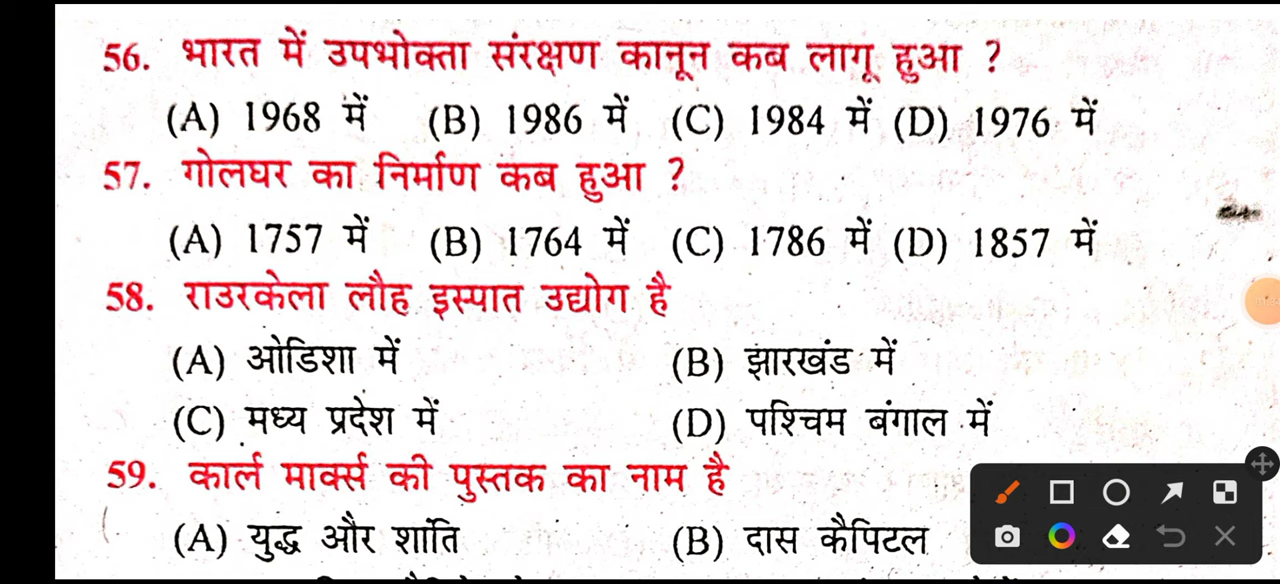 56. भारत में उपभोक्ता संरक्षण कानून कब लागू हुआ ?
(A) 1968 में (B) 1986 में (C) 1984 में (D) 1976 में
57. गोलघर का निर्माण कब हुआ ?
(A) 1757 में (B) 1764 में (C) 1786 में (D) 1857 में
58. राउरकेला लौह इस्पात उद्योग है
(A) ओडिशा में (B) झारखंड में
(C) मध्य प्रदेश में (D) पश्चिम बंगाल में
59. कार्ल मार्क्स की पुस्तक का नाम है
(A) युद्ध और शांति (B) दास कैपिटल